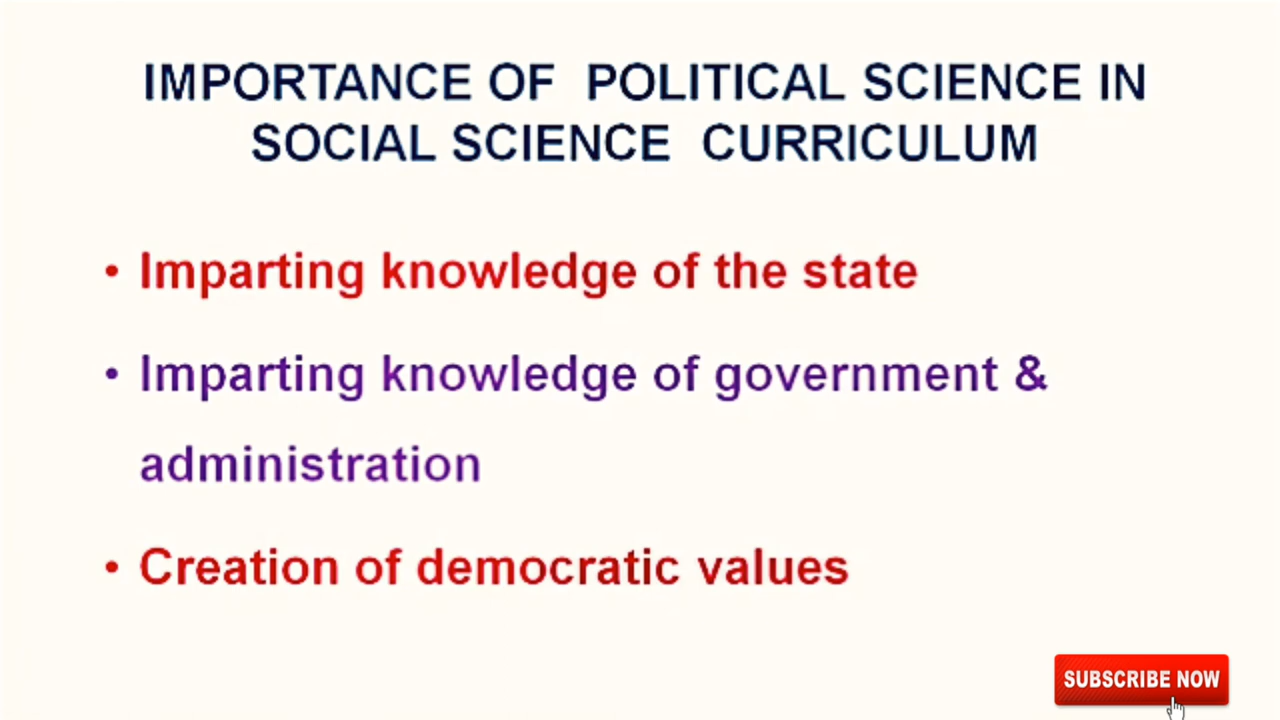 IMPORTANCE OF POLITICAL SCIENCE IN
SOCIAL SCIENCE CURRICULUM
• Imparting knowledge of the state
• Imparting knowledge of government &
administration
• Creation of democratic values
SUBSCRIBE NOW